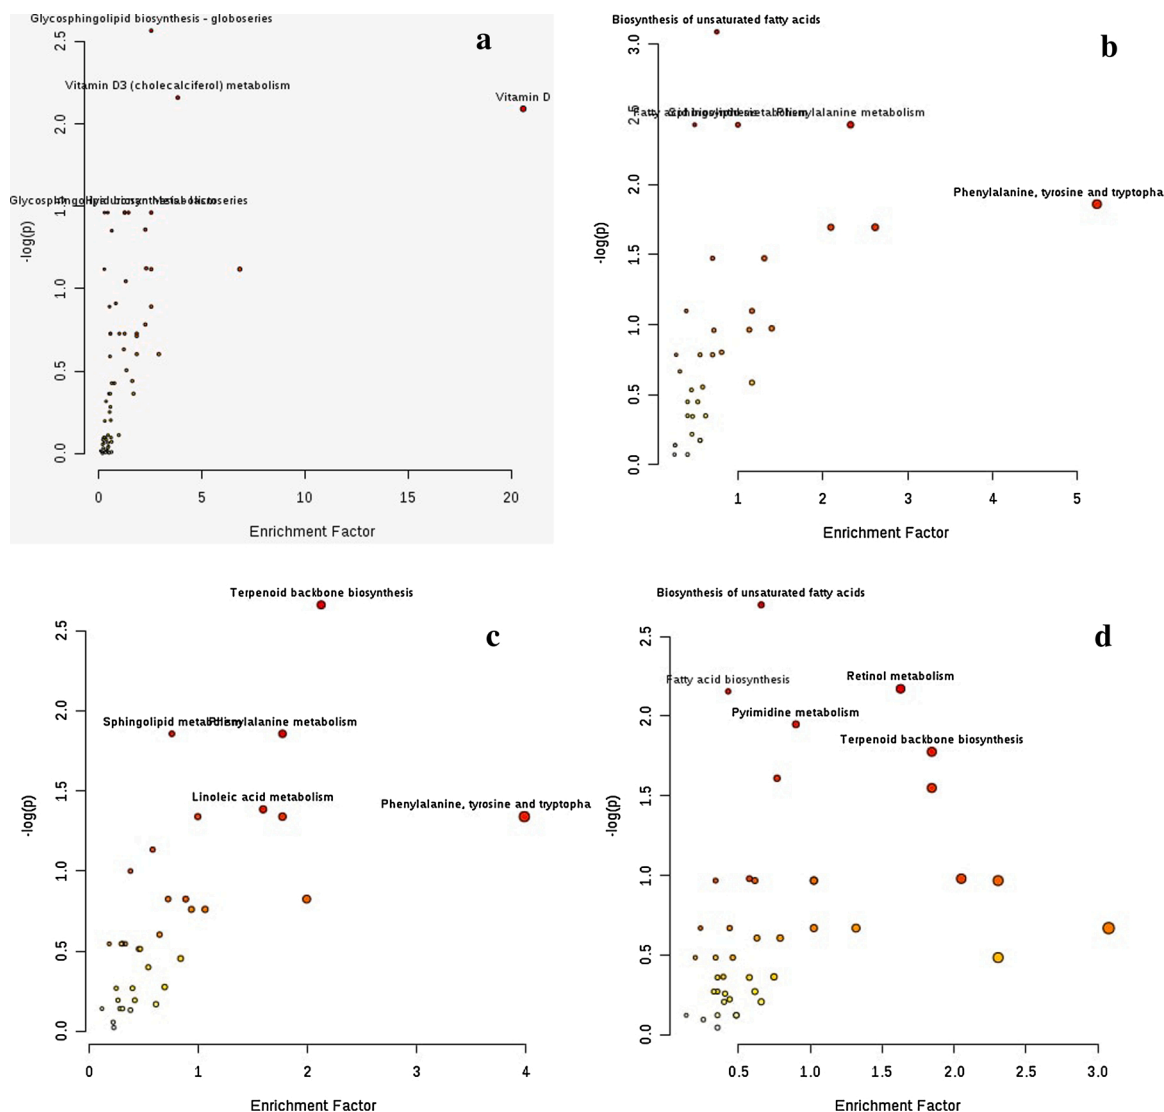 Glycosphingolipid biosynthesis - globoseries
a
2.5
Vitamin D3 (cholecalciferol) metabolism
Vitamin D
2.0
1.0
0.5
0.0
-log(p)
0 5 10 15 20
Enrichment Factor
Biosynthesis of unsaturated fatty acids
b
3.0
2.5
Phenylalanine metabolism
2.0
Phenylalanine, tyrosine and tryptopha
1.5
1.0
0.5
0.0
-log(p)
1 2 3 4 5
Enrichment Factor
Terpenoid backbone biosynthesis
c
2.5
2.0
Sphingolipid metabolism Phenylalanine metabolism
1.5
Linoleic acid metabolism
Phenylalanine, tyrosine and tryptopha
1.0
0.5
0.0
-log(p)
0 1 2 3 4
Enrichment Factor
Biosynthesis of unsaturated fatty acids
d
2.5
Fatty acid biosynthesis
Retinol metabolism
2.0
Pyrimidine metabolism
Terpenoid backbone biosynthesis
1.5
1.0
0.5
0.0
-log(p)
0.5 1.0 1.5 2.0 2.5 3.0
Enrichment Factor